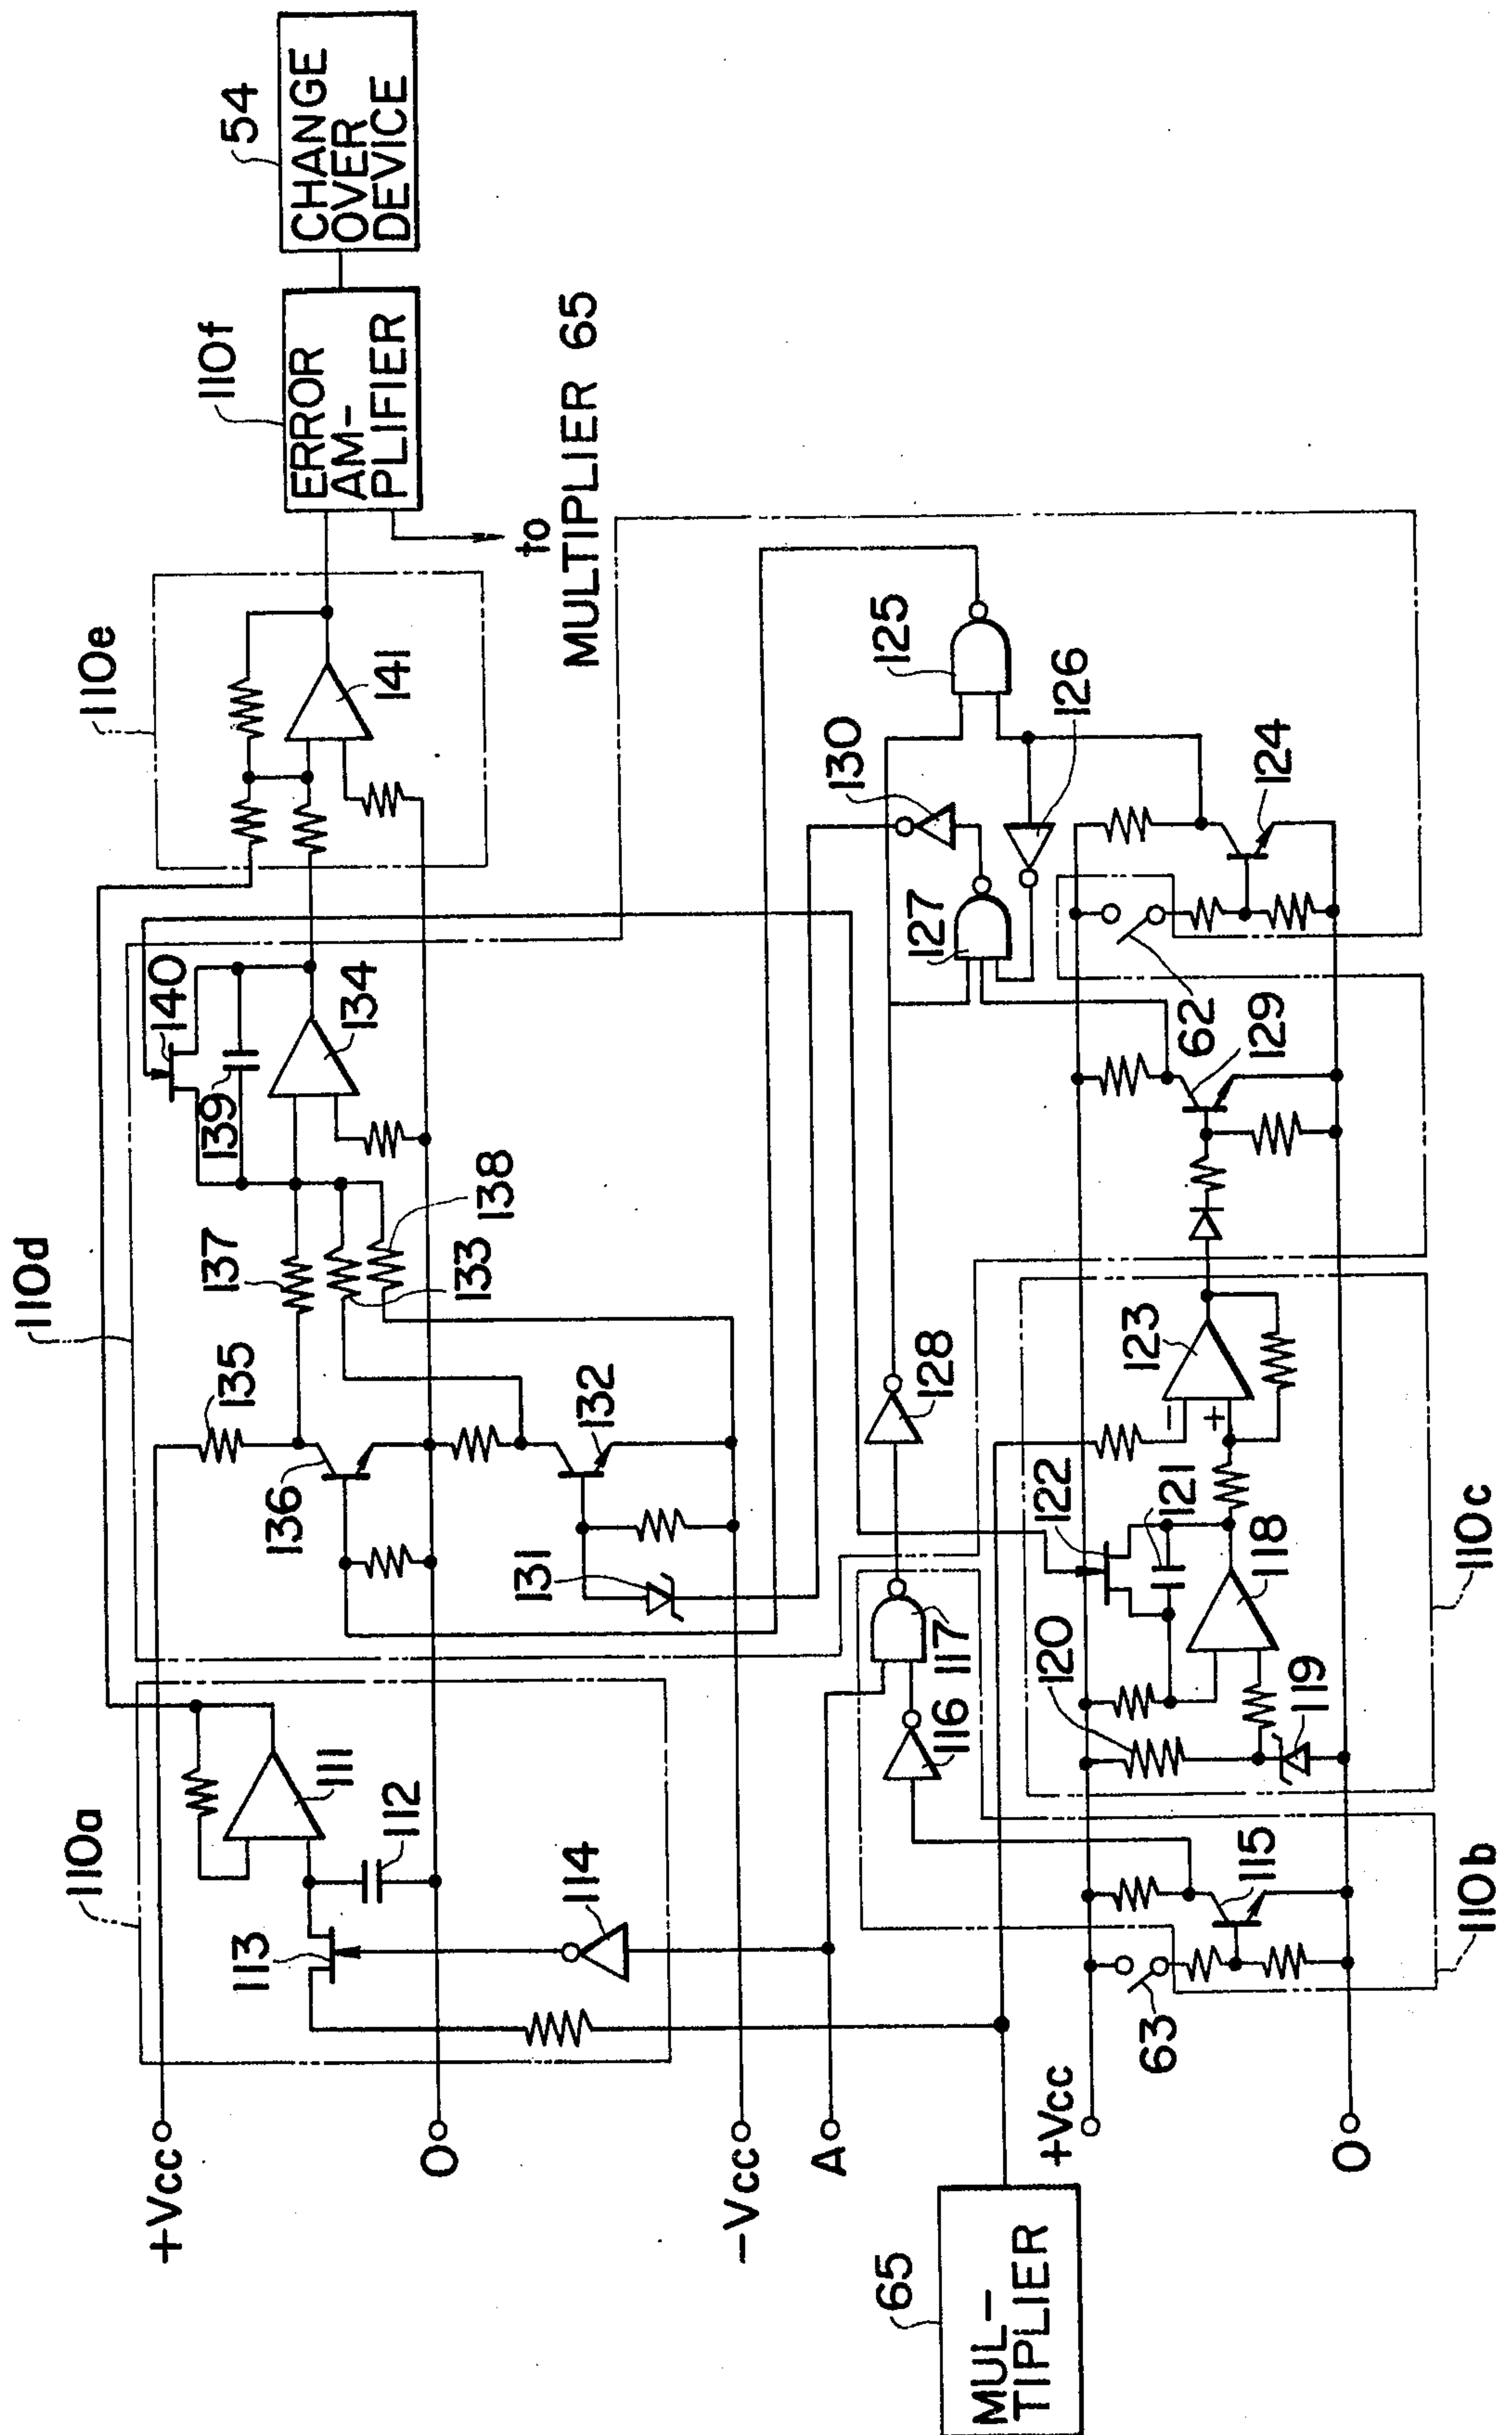 110a
110d
110e
110f
54
CHANGE
OVER
DEVICE
ERROR
AM-
PLIFIER
to
MULTIPLIER 65
+Vcc
O
-Vcc
A
111
112
113
114
135
136
137
133
138
131
132
134
139
140
141
65
MUL-
TIPLIER
+Vcc
O
63
115
116
117
128
127
130
125
126
120
119
122
121
118
123
129
62
124
110b
110c